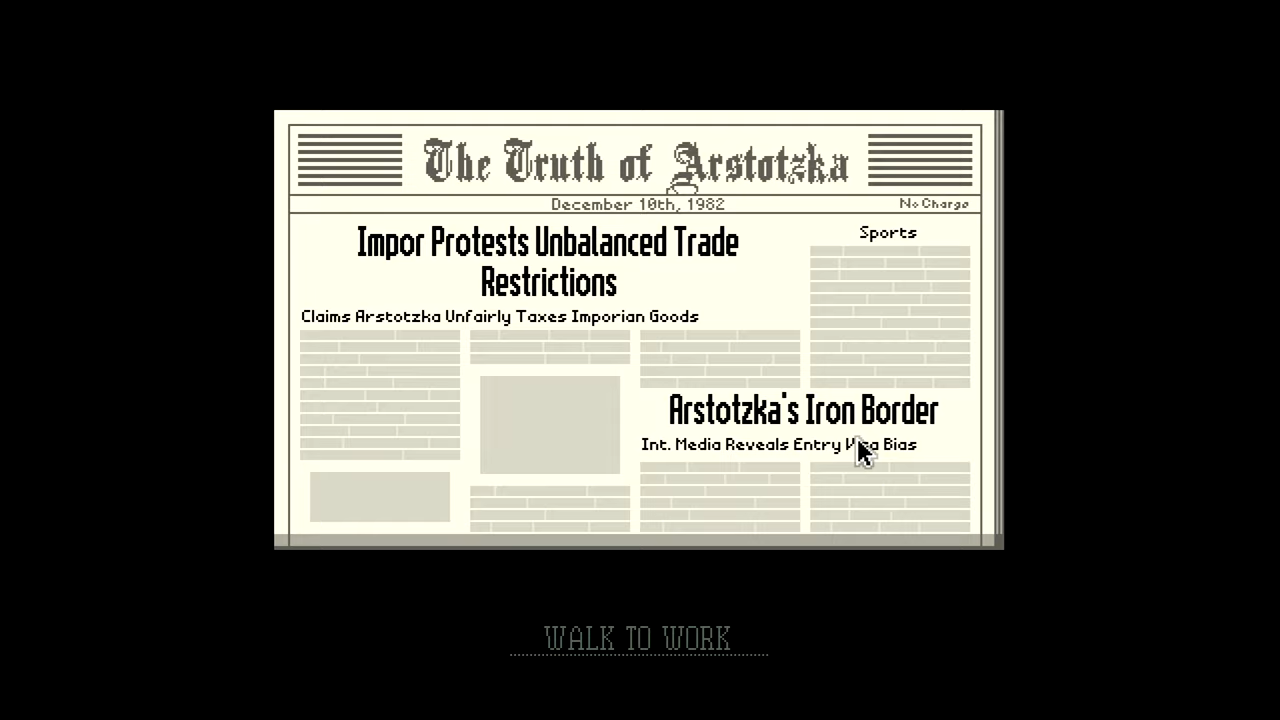 The Truth of Arstotzka
December 10th, 1982
No Charge
Impor Protests Unbalanced Trade
Restrictions
Claims Arstotzka Unfairly Taxes Imporian Goods
Sports
Arstotzka's Iron Border
Int. Media Reveals Entry Visa Bias
WALK TO WORK